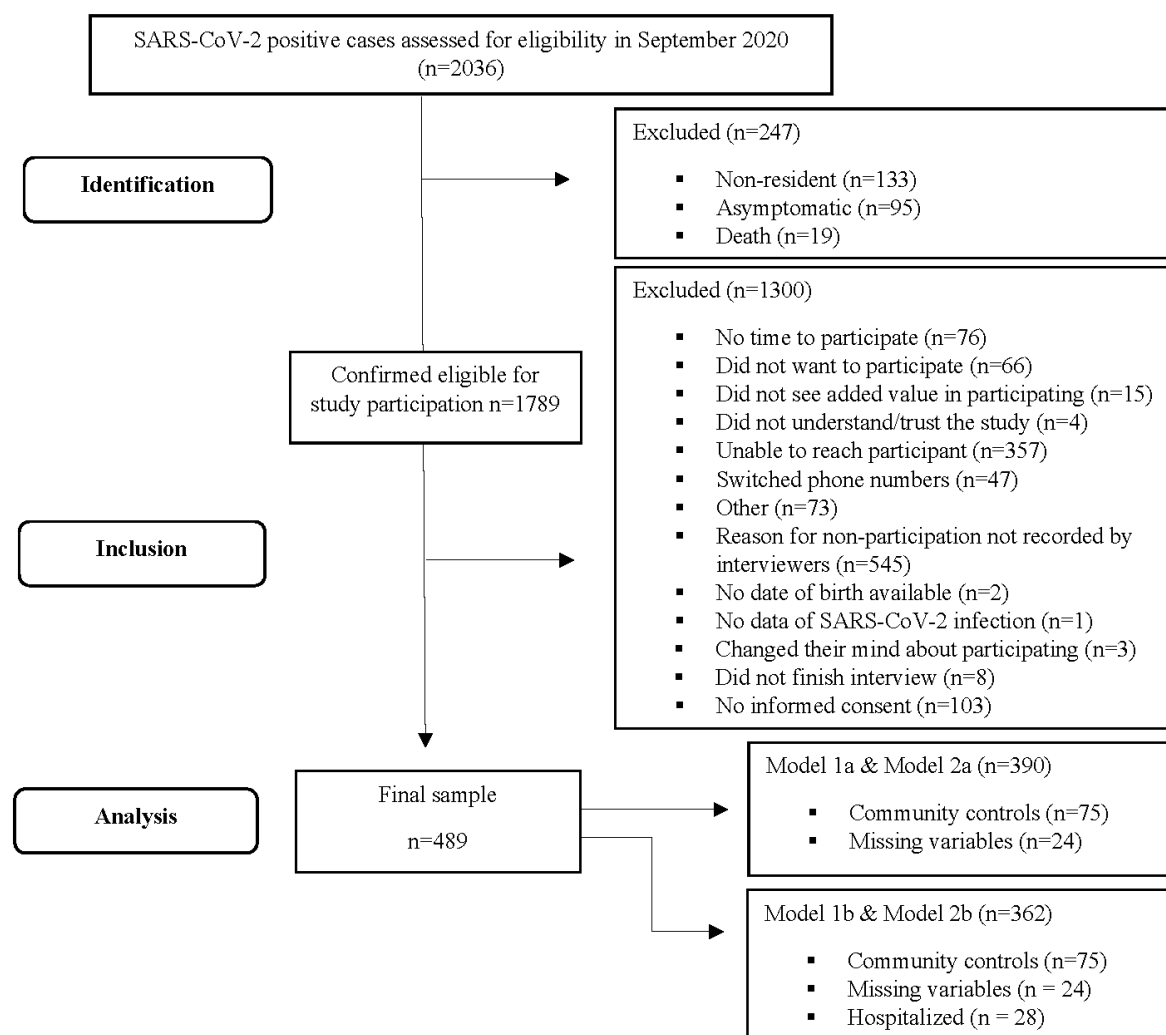 SARS-CoV-2 positive cases assessed for eligibility in September 2020
(n=2036)
Identification
Excluded (n=247)
▪ Non-resident (n=133)
▪ Asymptomatic (n=95)
▪ Death (n=19)
Confirmed eligible for
study participation n=1789
Excluded (n=1300)
▪ No time to participate (n=76)
▪ Did not want to participate (n=66)
▪ Did not see added value in participating (n=15)
▪ Did not understand/trust the study (n=4)
▪ Unable to reach participant (n=357)
▪ Switched phone numbers (n=47)
▪ Other (n=73)
▪ Reason for non-participation not recorded by
interviewers (n=545)
▪ No date of birth available (n=2)
▪ No data of SARS-CoV-2 infection (n=1)
▪ Changed their mind about participating (n=3)
▪ Did not finish interview (n=8)
▪ No informed consent (n=103)
Inclusion
Analysis
Final sample
n=489
Model 1a & Model 2a (n=390)
▪ Community controls (n=75)
▪ Missing variables (n=24)
Model 1b & Model 2b (n=362)
▪ Community controls (n=75)
▪ Missing variables (n = 24)
▪ Hospitalized (n = 28)